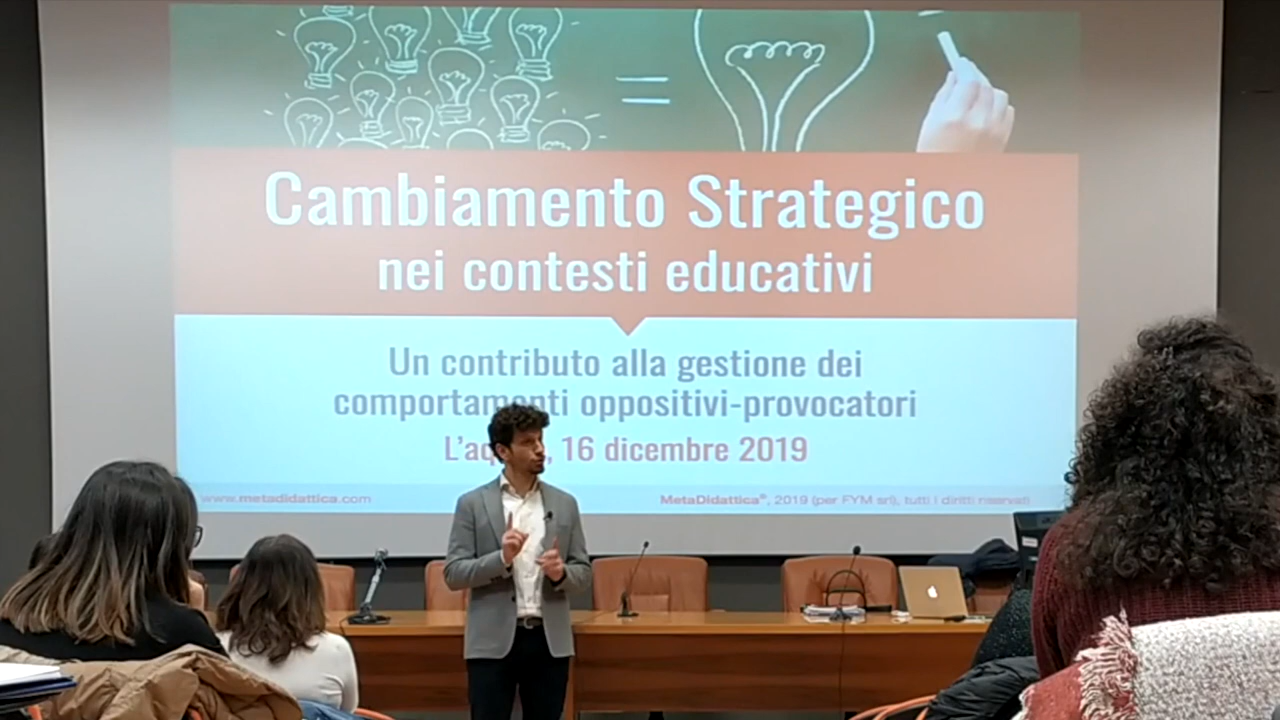 Cambiamento Strategico
nei contesti educativi
Un contributo alla gestione dei
comportamenti oppositivi-provocatori
16 dicembre 2019
www.metadidattica.com
MetaDidattica®, 2019 (per FYM srl), tutti i diritti riservati